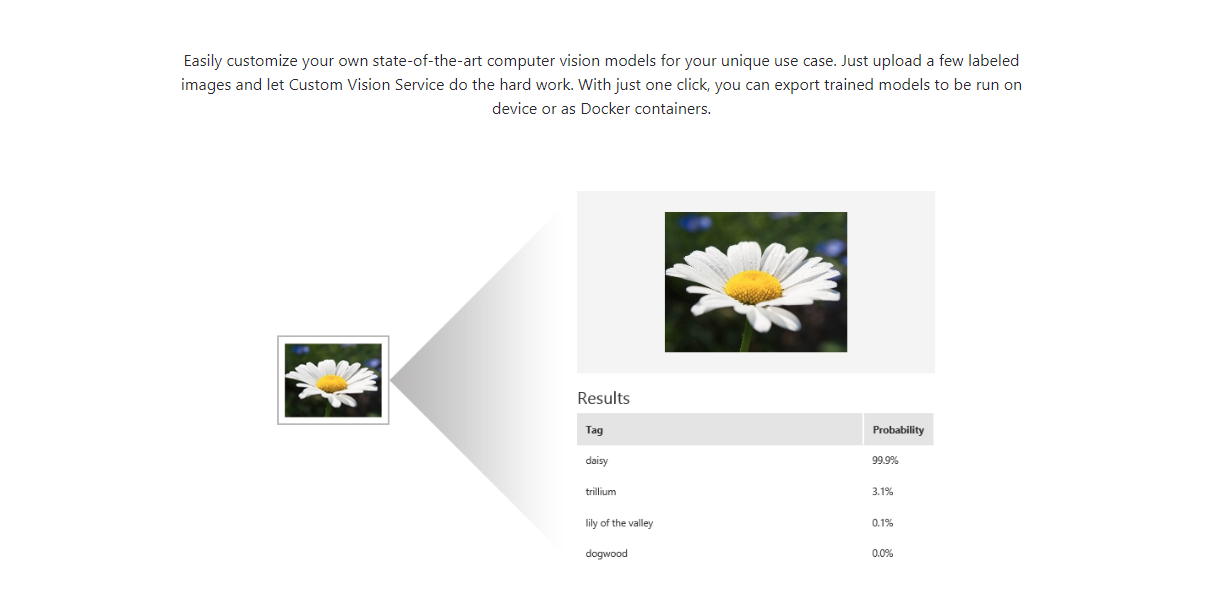 Easily customize your own state-of-the-art computer vision models for your unique use case. Just upload a few labeled
images and let Custom Vision Service do the hard work. With just one click, you can export trained models to be run on
device or as Docker containers.
Results
Tag Probability
daisy 99.9%
trillium 3.1%
lily of the valley 0.1%
dogwood 0.0%